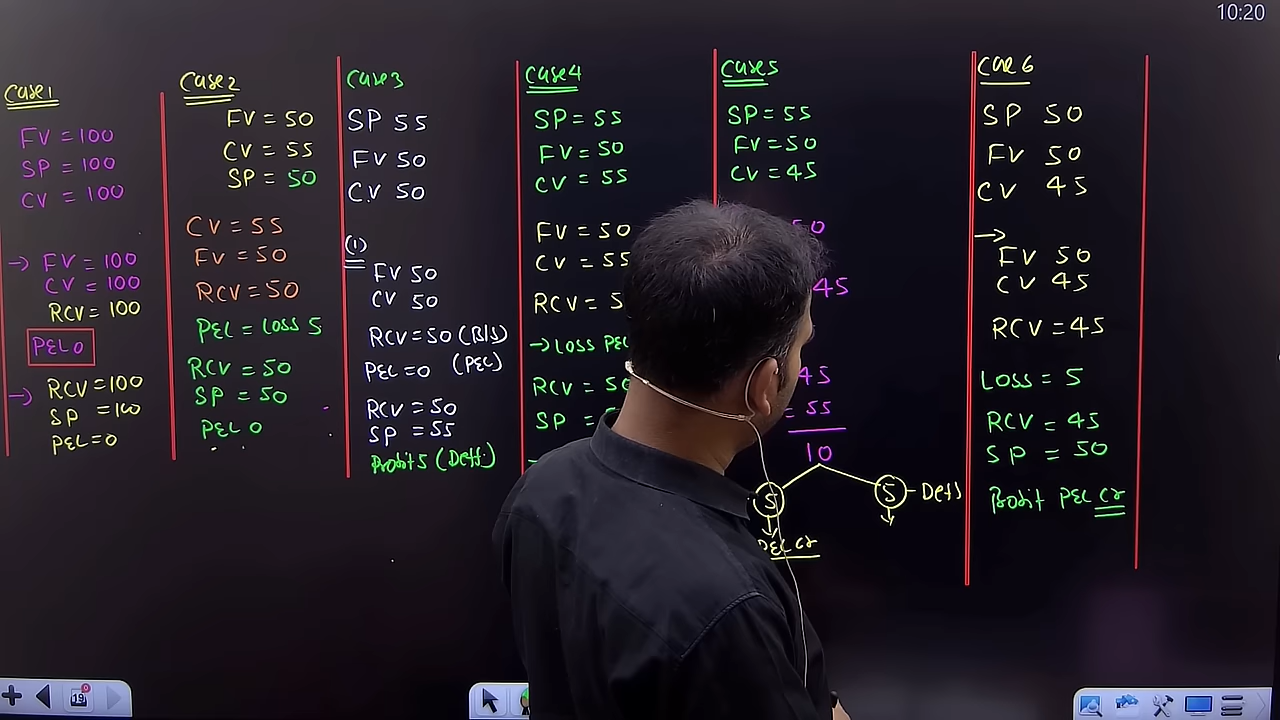 10:20
Case1
FV = 100
SP = 100
CV = 100
→ FV = 100
CV = 100
RCV = 100
P&L 0
→ RCV = 100
SP = 100
P&L = 0
Case2
FV = 50
CV = 55
SP = 50
CV = 55
FV = 50
RCV = 50
P&L = Loss 5
RCV = 50
SP = 50
P&L 0
Case3
SP 55
FV 50
CV 50
(1)
FV 50
CV 50
RCV = 50 (B/S)
P&L = 0 (P&L)
RCV = 50
SP = 55
Profit 5 (Deff)
Case4
SP = 55
FV = 50
CV = 55
FV = 50
CV = 55
RCV = 5
→ Loss P&L
RCV = 50
SP =
Case5
SP = 55
FV = 50
CV = 45
50
45
45
= 55
10
5
5 - Deff
P&L Cr
Case 6
SP 50
FV 50
CV 45
→
FV 50
CV 45
RCV = 45
Loss = 5
RCV = 45
SP = 50
Profit P&L Cr
19